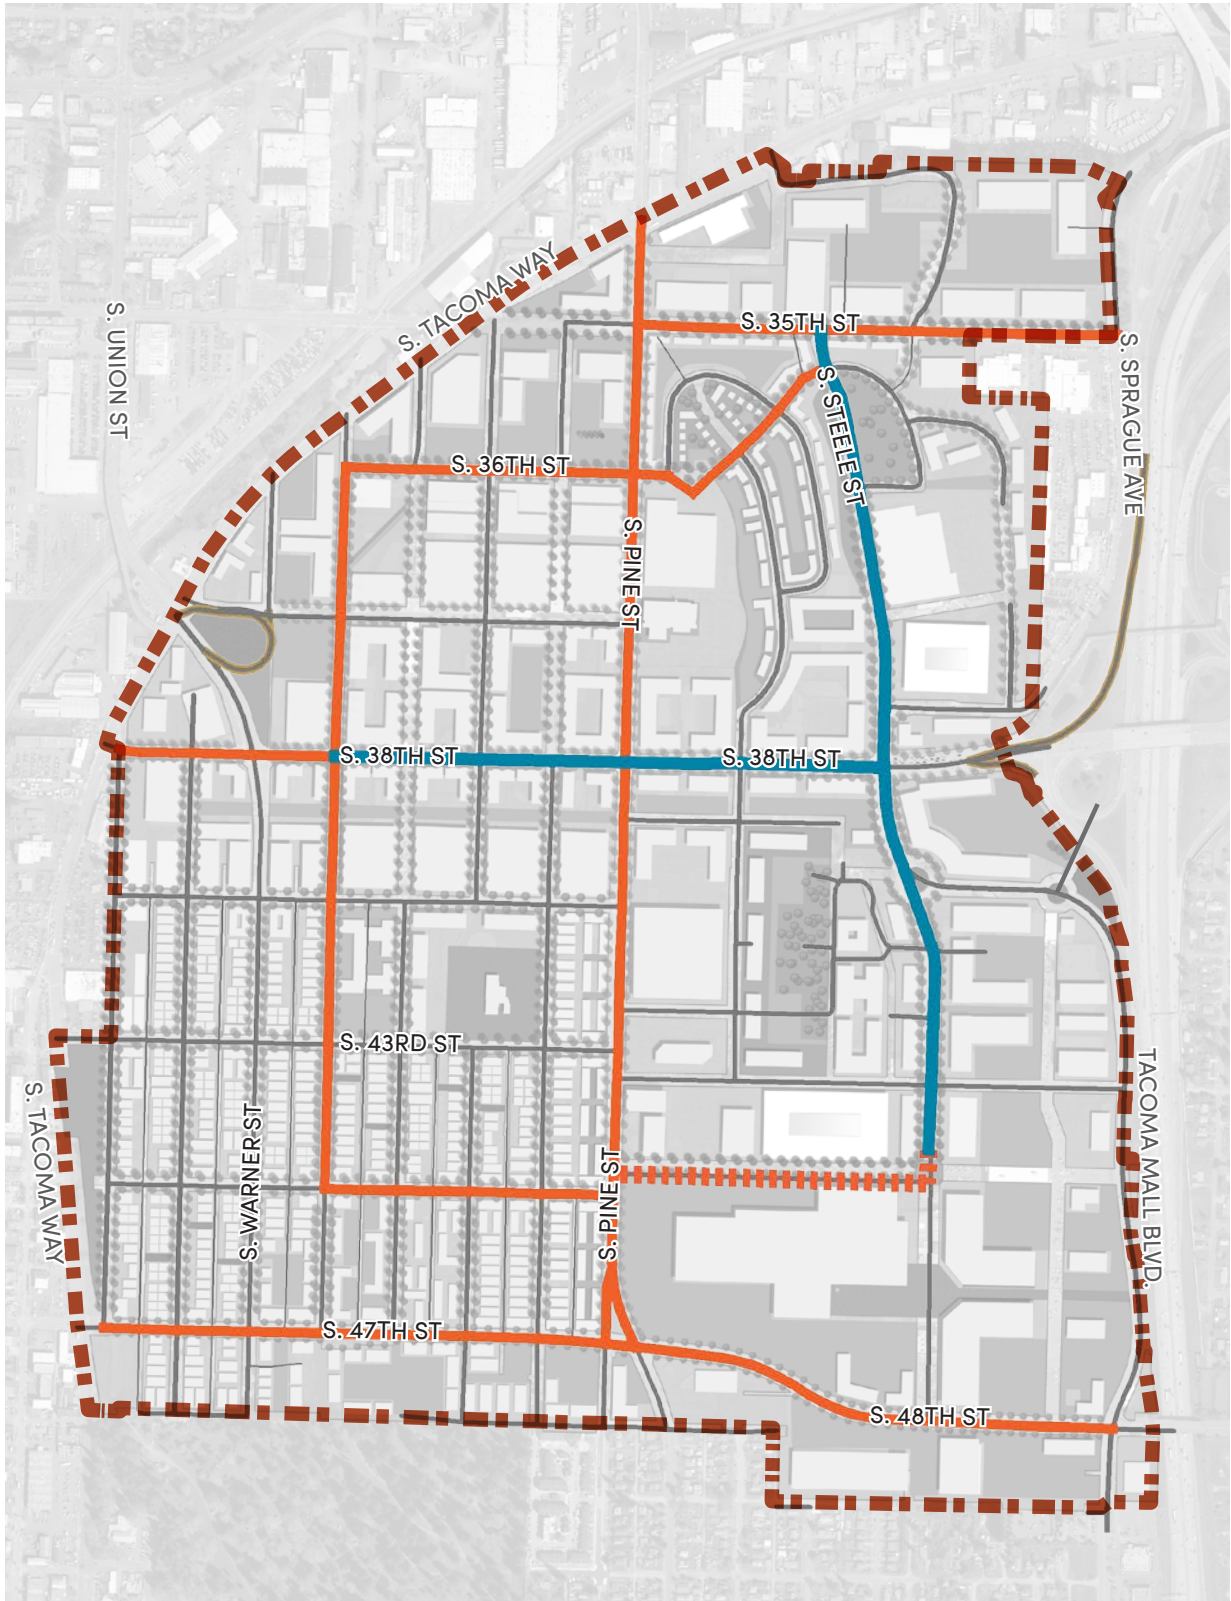 S. TACOMA WAY
S. UNION ST
S. 35TH ST
S. SPRAGUE AVE
S. STEELE ST
S. 36TH ST
S. PINE ST
S. 38TH ST
S. 38TH ST
S. 43RD ST
S. TACOMA WAY
S. WARNER ST
S. PINE ST
TACOMA MALL BLVD.
S. 47TH ST
S. 48TH ST